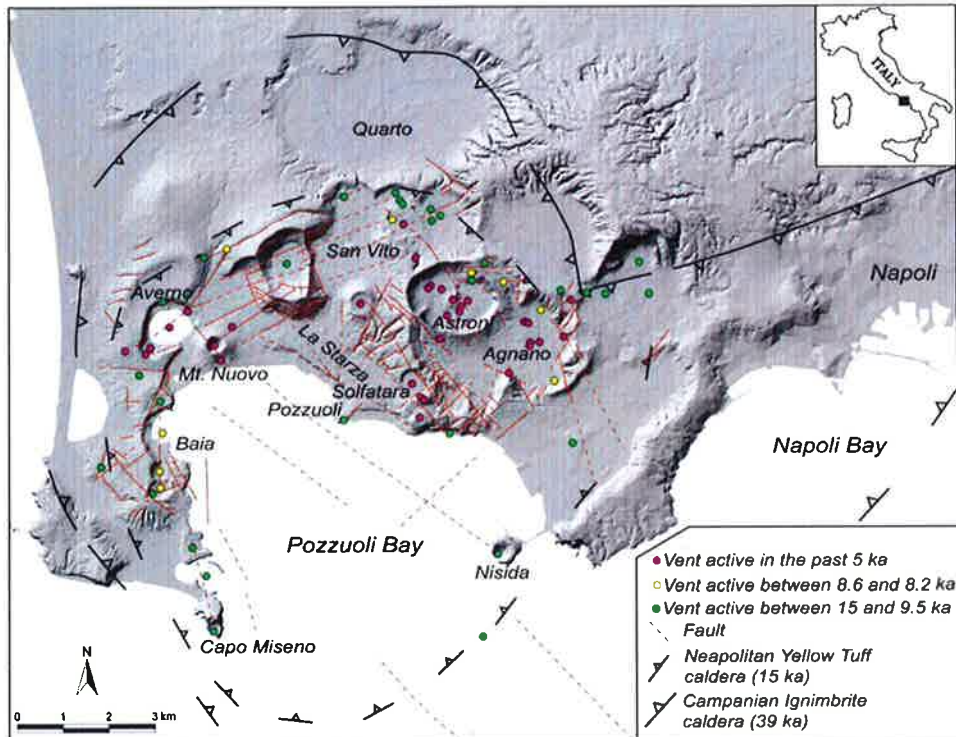 ITALY
Quarto
San Vito
Napoli
Averno
Astroni
La Starza
Agnano
Mt. Nuovo
Solfatara
Pozzuoli
Baia
Napoli Bay
Pozzuoli Bay
Nisida
Capo Miseno
N
0 1 2 3 km
Vent active in the past 5 ka
Vent active between 8.6 and 8.2 ka
Vent active between 15 and 9.5 ka
Fault
Neapolitan Yellow Tuff
caldera (15 ka)
Campanian Ignimbrite
caldera (39 ka)